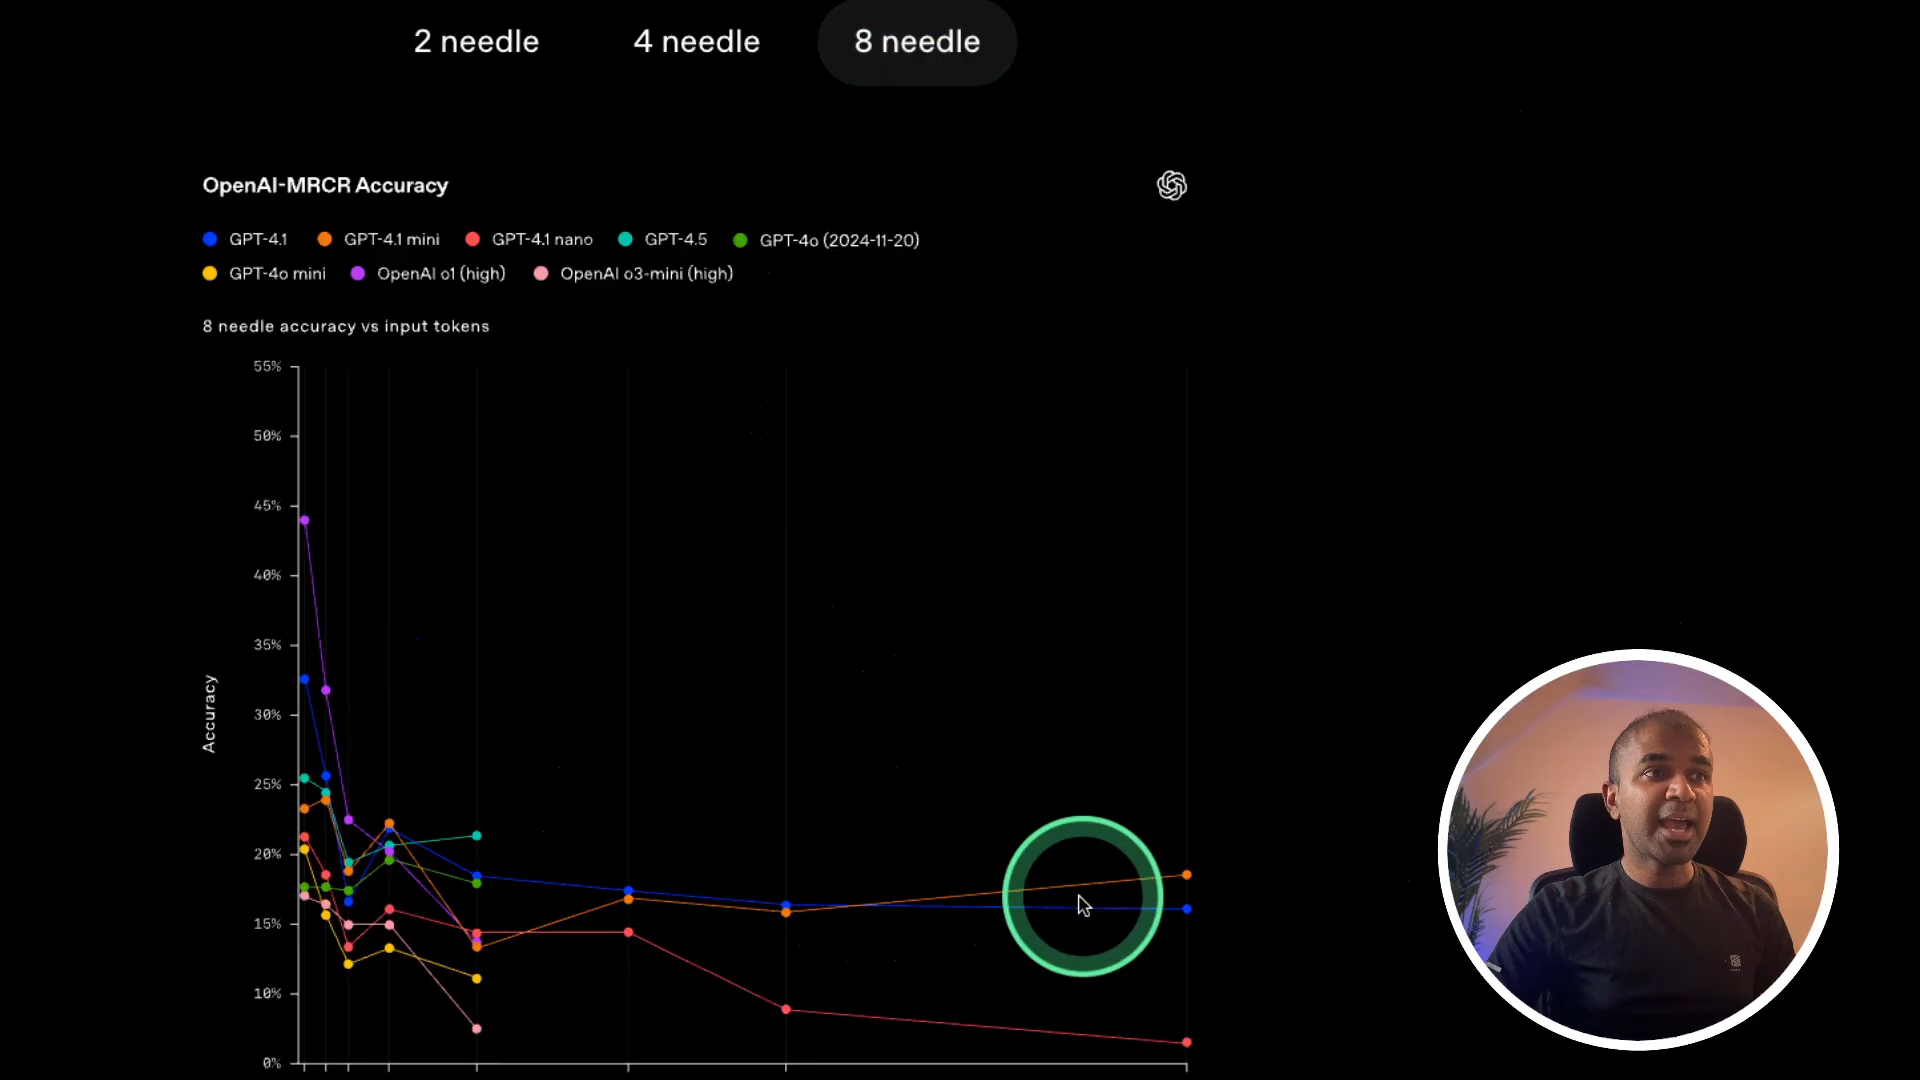 2 needle 4 needle 8 needle
OpenAI-MRCR Accuracy
GPT-4.1 GPT-4.1 mini GPT-4.1 nano GPT-4.5 GPT-4o (2024-11-20)
GPT-4o mini OpenAI o1 (high) OpenAI o3-mini (high)
8 needle accuracy vs input tokens
55%
50%
45%
40%
35%
30%
Accuracy
25%
20%
15%
10%
0%